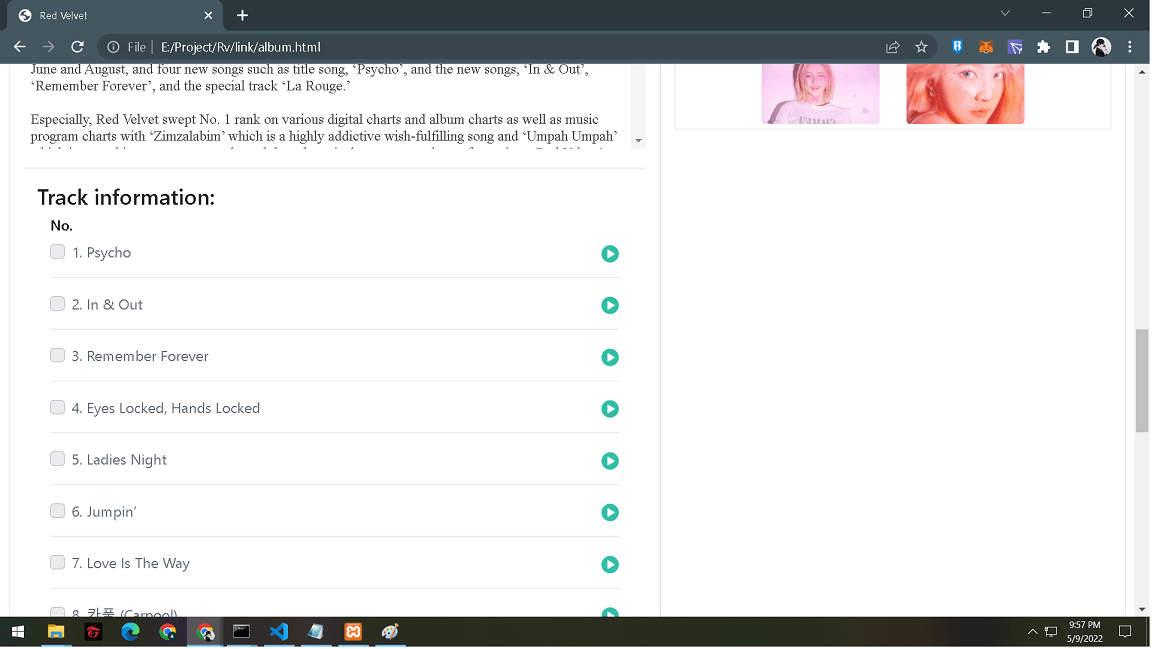 Red Velvet
File
E:/Project/Rv/link/album.html
June and August, and four new songs such as title song, ‘Psycho’, and the new songs, ‘In & Out’,
‘Remember Forever’, and the special track ‘La Rouge.’
Especially, Red Velvet swept No. 1 rank on various digital charts and album charts as well as music
program charts with ‘Zimzalabim’ which is a highly addictive wish-fulfilling song and ‘Umpah Umpah’
Track information:
No.
1. Psycho
2. In & Out
3. Remember Forever
4. Eyes Locked, Hands Locked
5. Ladies Night
6. Jumpin’
7. Love Is The Way
8. 카풀 (Carpool)
9:57 PM
5/9/2022